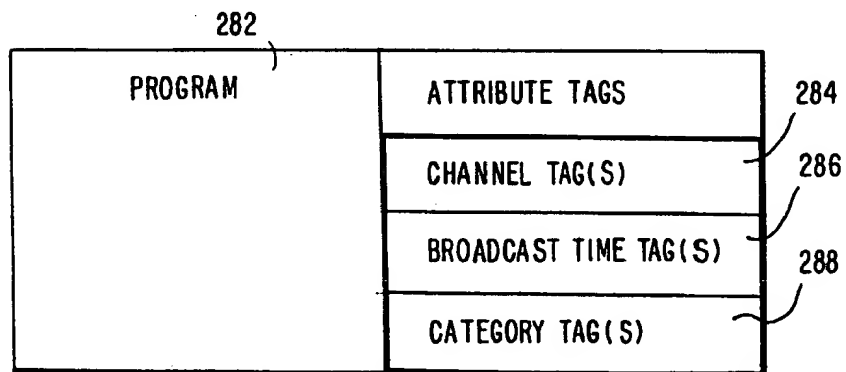 282
PROGRAM
ATTRIBUTE TAGS
284
CHANNEL TAG(S)
286
BROADCAST TIME TAG(S)
288
CATEGORY TAG(S)